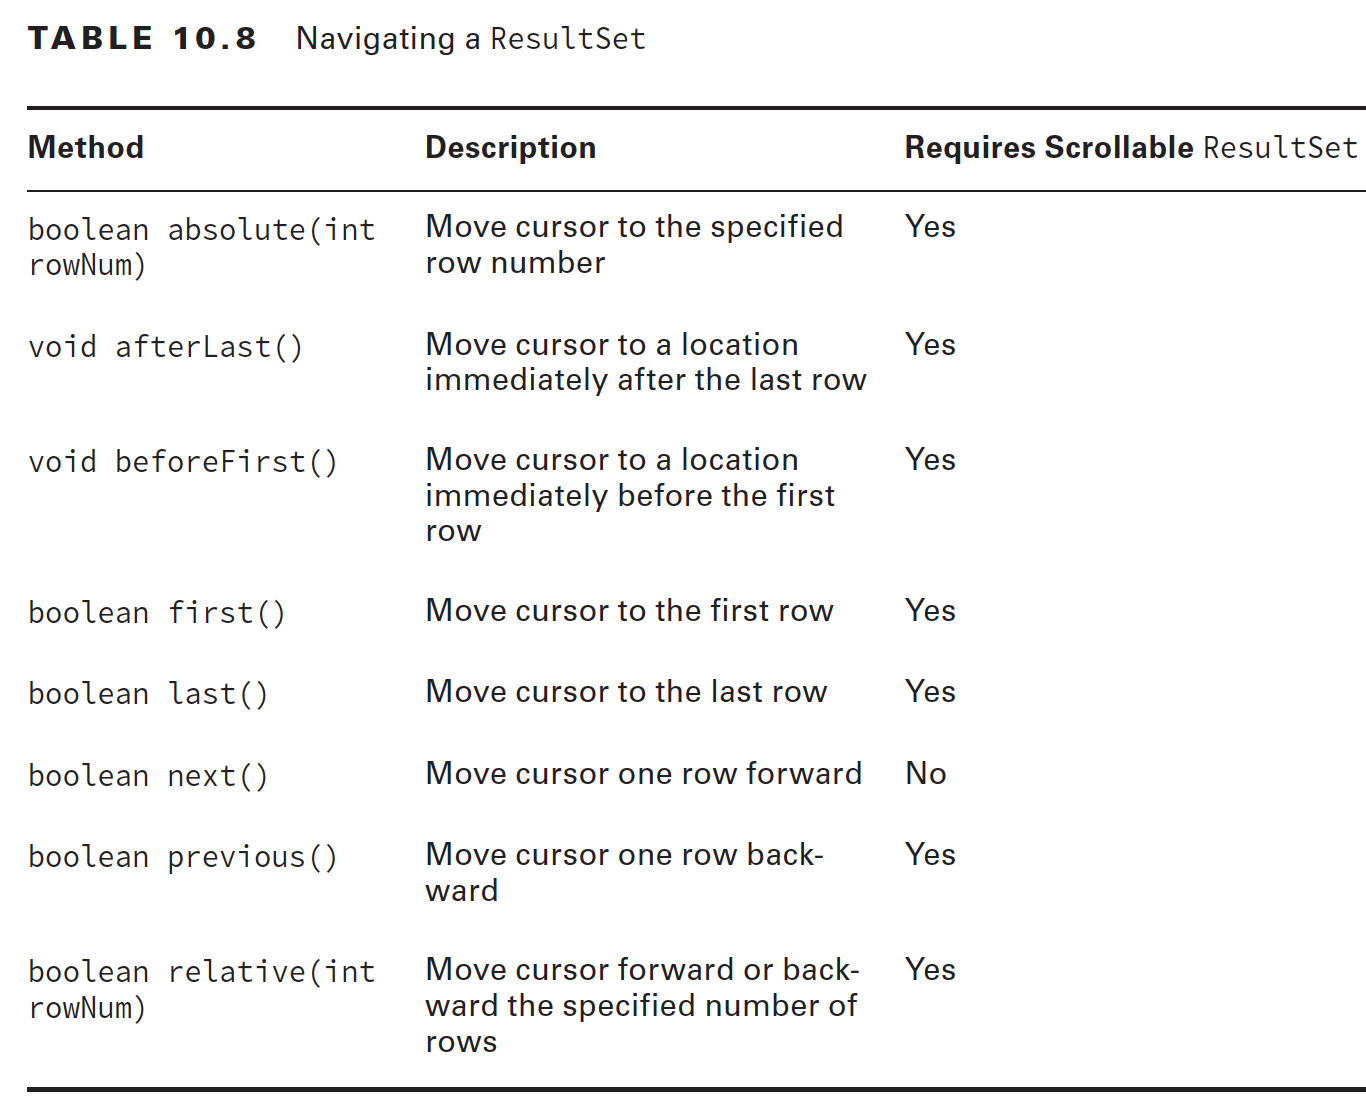 TABLE 10.8 Navigating a ResultSet
Method Description Requires Scrollable ResultSet
boolean absolute(int Move cursor to the specified Yes
rowNum) row number
void afterLast() Move cursor to a location Yes
immediately after the last row
void beforeFirst() Move cursor to a location Yes
immediately before the first
row
boolean first() Move cursor to the first row Yes
boolean last() Move cursor to the last row Yes
boolean next() Move cursor one row forward No
boolean previous() Move cursor one row back- Yes
ward
boolean relative(int Move cursor forward or back- Yes
rowNum) ward the specified number of
rows